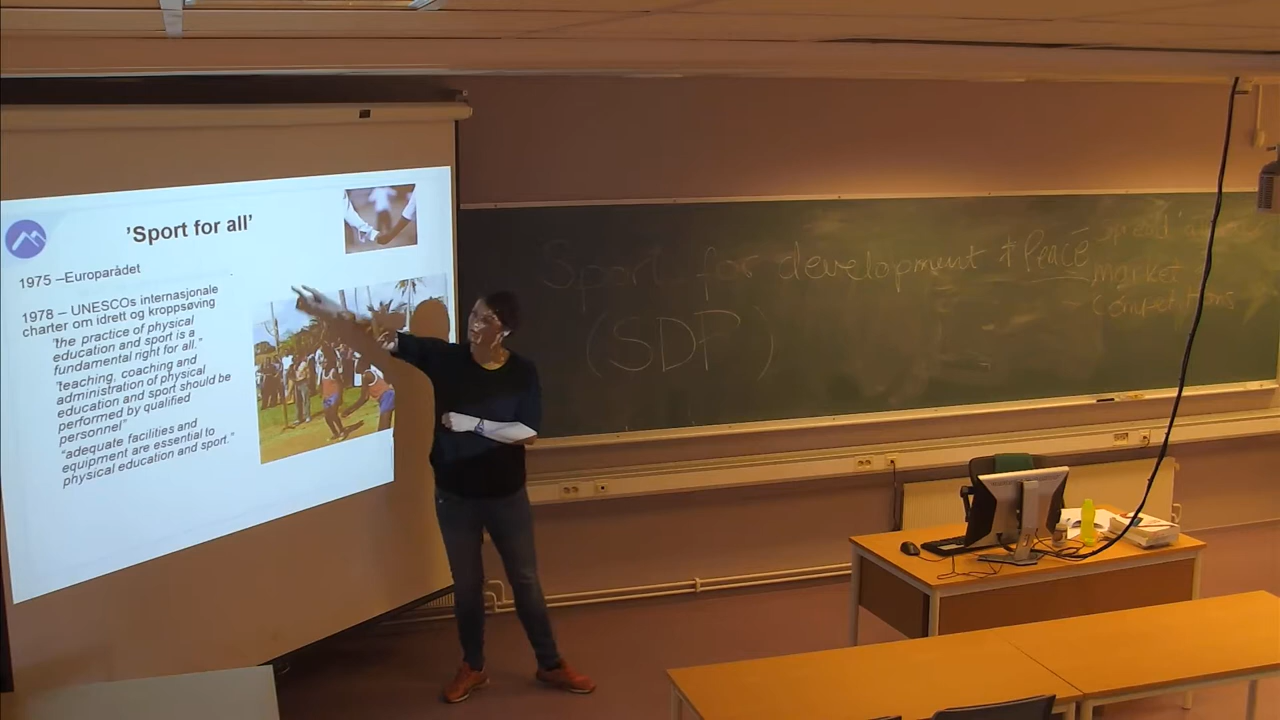 'Sport for all'
1975 –Europarådet
1978 – UNESCOs internasjonale
charter om idrett og kroppsøving
"the practice of physical
education and sport is a
fundamental right for all."
"teaching, coaching and
administration of physical
education and sport should be
performed by qualified
personnel"
"adequate facilities and
equipment are essential to
physical education and sport."
Sport for development + Peace
(SDP)
spread
market
competitions